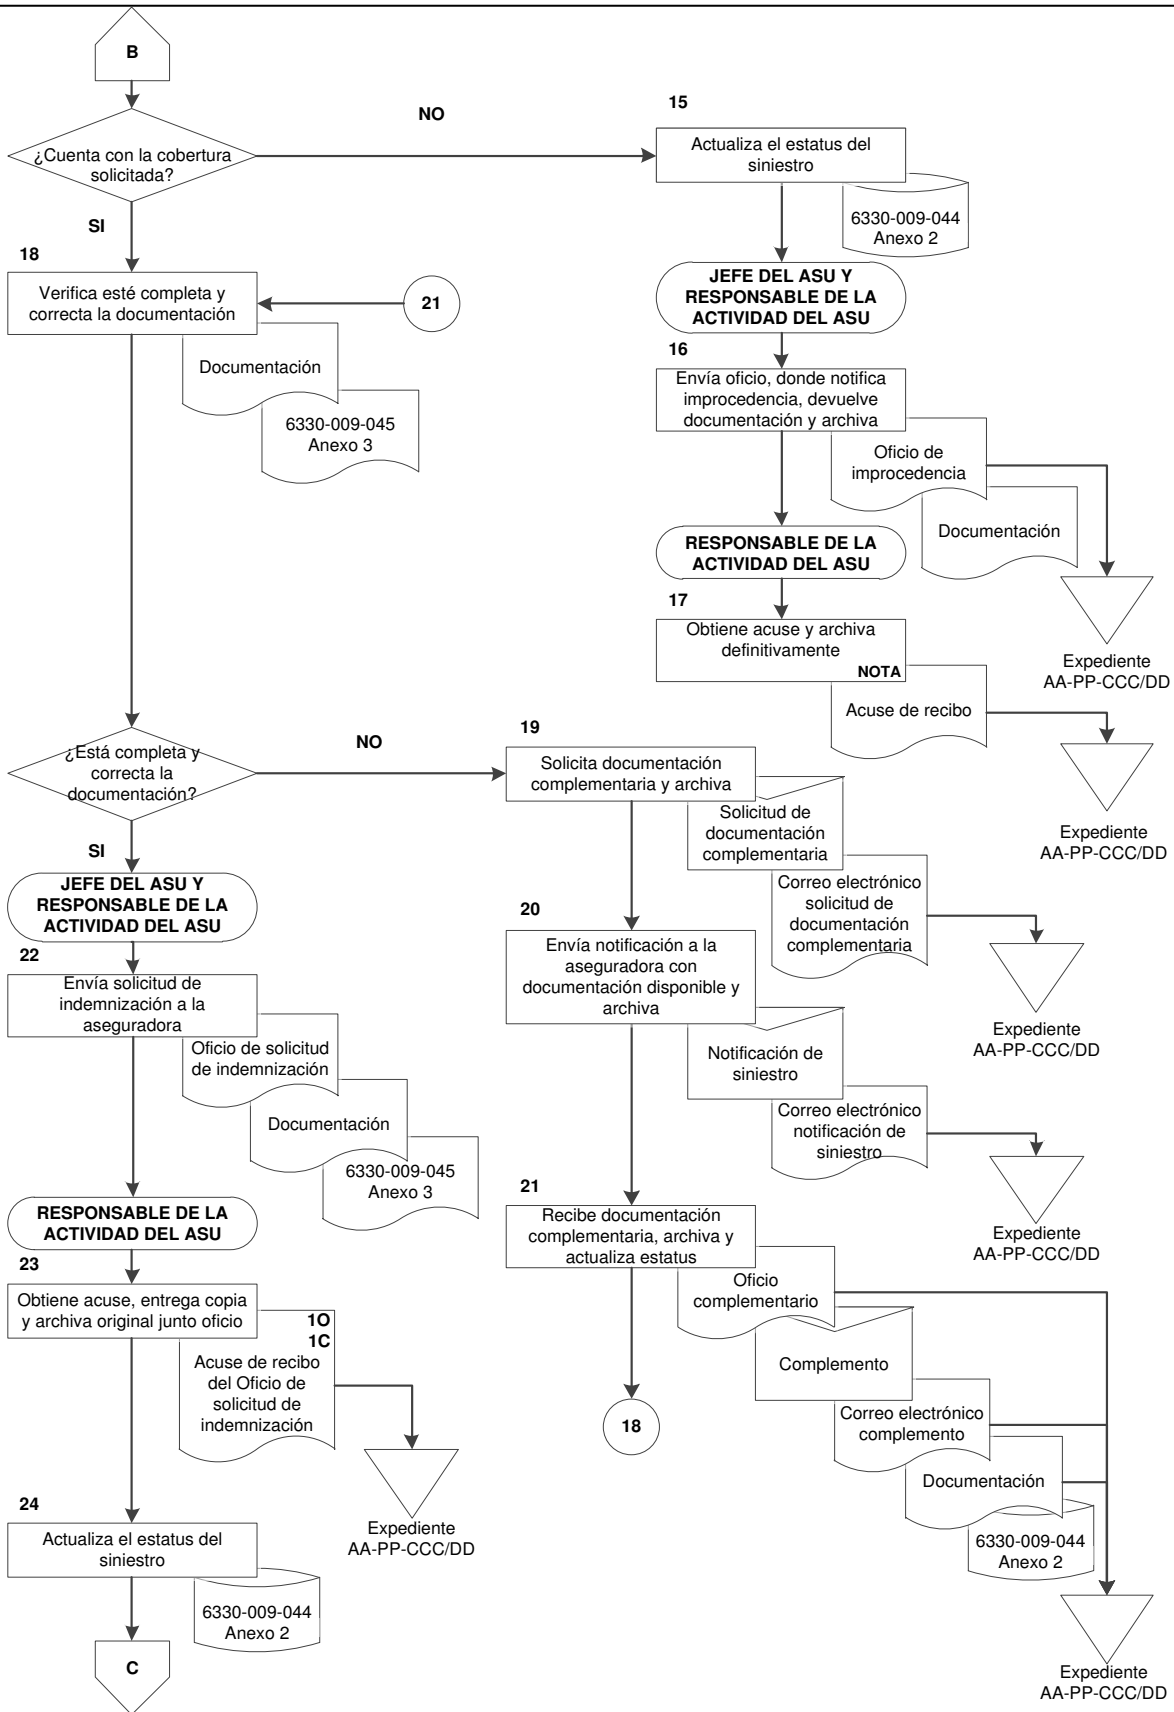 B
¿Cuenta con la cobertura
solicitada?
NO
SI
15
Actualiza el estatus del
siniestro
6330-009-044
Anexo 2
JEFE DEL ASU Y
RESPONSABLE DE LA
ACTIVIDAD DEL ASU
16
Envía oficio, donde notifica
improcedencia, devuelve
documentación y archiva
Oficio de
improcedencia
Documentación
Expediente
AA-PP-CCC/DD
RESPONSABLE DE LA
ACTIVIDAD DEL ASU
17
Obtiene acuse y archiva
definitivamente
NOTA
Acuse de recibo
Expediente
AA-PP-CCC/DD
18
Verifica esté completa y
correcta la documentación
21
Documentación
6330-009-045
Anexo 3
¿Está completa y
correcta la
documentación?
NO
SI
19
Solicita documentación
complementaria y archiva
Solicitud de
documentación
complementaria
Correo electrónico
solicitud de
documentación
complementaria
Expediente
AA-PP-CCC/DD
20
Envía notificación a la
aseguradora con
documentación disponible y
archiva
Notificación de
siniestro
Correo electrónico
notificación de
siniestro
Expediente
AA-PP-CCC/DD
21
Recibe documentación
complementaria, archiva y
actualiza estatus
Oficio
complementario
Complemento
Correo electrónico
complemento
Documentación
6330-009-044
Anexo 2
Expediente
AA-PP-CCC/DD
18
JEFE DEL ASU Y
RESPONSABLE DE LA
ACTIVIDAD DEL ASU
22
Envía solicitud de
indemnización a la
aseguradora
Oficio de solicitud
de indemnización
Documentación
6330-009-045
Anexo 3
RESPONSABLE DE LA
ACTIVIDAD DEL ASU
23
Obtiene acuse, entrega copia
y archiva original junto oficio
1O
1C
Acuse de recibo
del Oficio de
solicitud de
indemnización
Expediente
AA-PP-CCC/DD
24
Actualiza el estatus del
siniestro
6330-009-044
Anexo 2
C